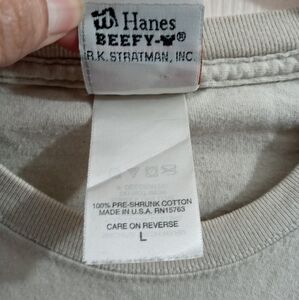 Hanes
BEEFY-T®
R.K. STRATMAN, INC.
100% PRE-SHRUNK COTTON
MADE IN U.S.A. RN15763
CARE ON REVERSE
L